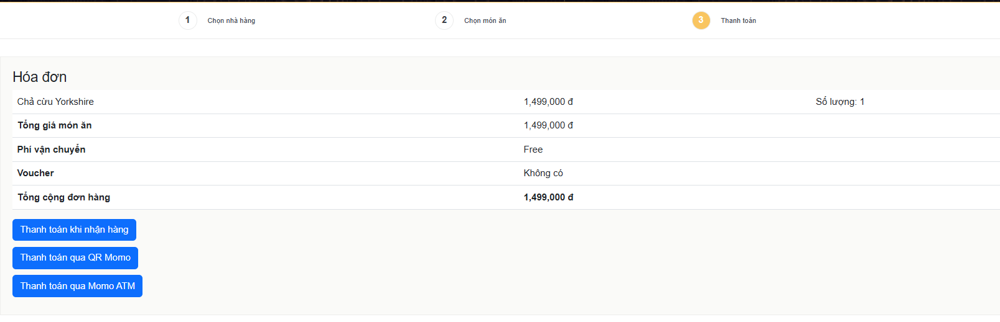 1 Chọn nhà hàng 2 Chọn món ăn 3 Thanh toán
Hóa đơn
Chả cừu Yorkshire 1,499,000 đ Số lượng: 1
Tổng giá món ăn 1,499,000 đ
Phí vận chuyển Free
Voucher Không có
Tổng cộng đơn hàng 1,499,000 đ
Thanh toán khi nhận hàng
Thanh toán qua QR Momo
Thanh toán qua Momo ATM